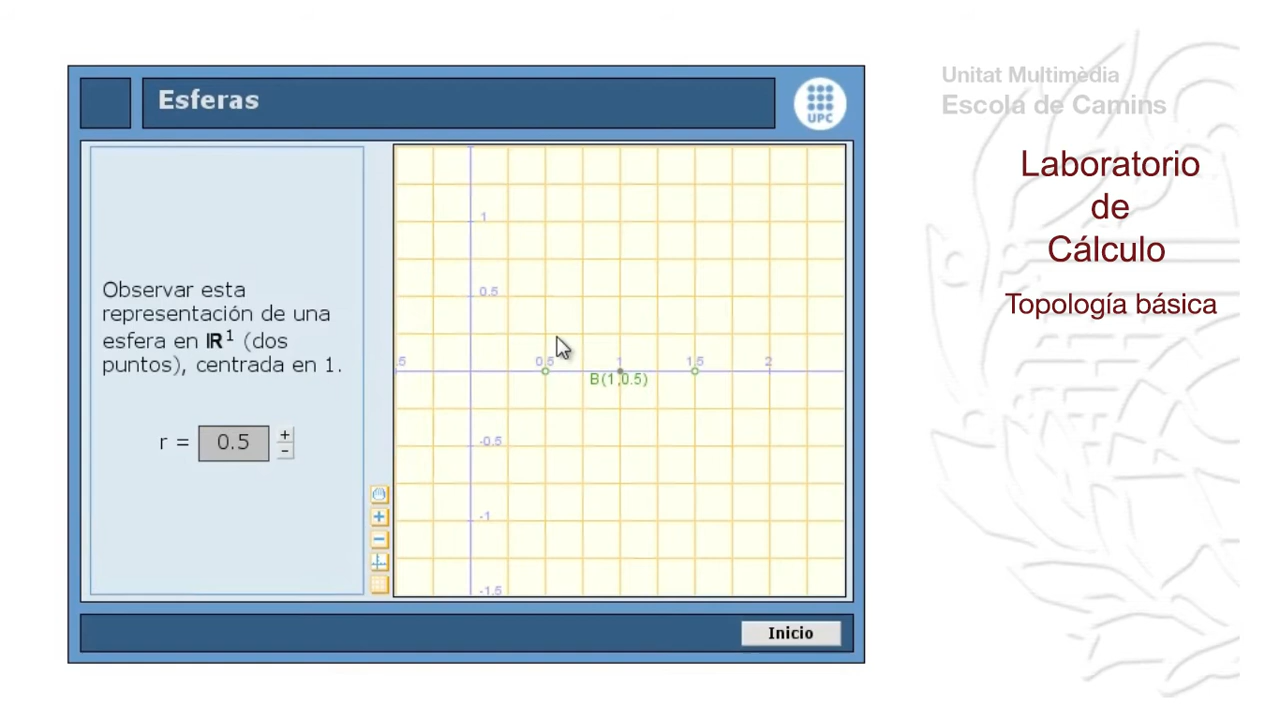 Esferas
UPC
Unitat Multimèdia
Escola de Camins
Laboratorio
de
Cálculo
Topología básica
Observar esta
representación de una
esfera en IR¹ (dos
puntos), centrada en 1.
r = 0.5
+
-
1
0.5
.5 0.5 1 1.5 2
B(1,0.5)
-0.5
-1
-1.5
Inicio